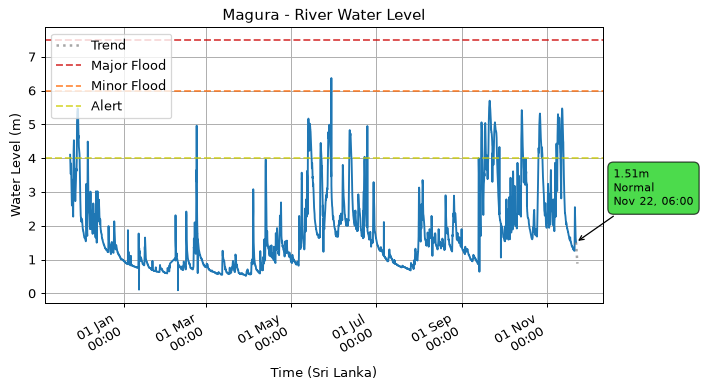 Magura - River Water Level
Trend
Major Flood
Minor Flood
Alert
Water Level (m)
7
6
5
4
3
2
1
0
1.51m
Normal
Nov 22, 06:00
01 Jan
00:00
01 Mar
00:00
01 May
00:00
01 Jul
00:00
01 Sep
00:00
01 Nov
00:00
Time (Sri Lanka)